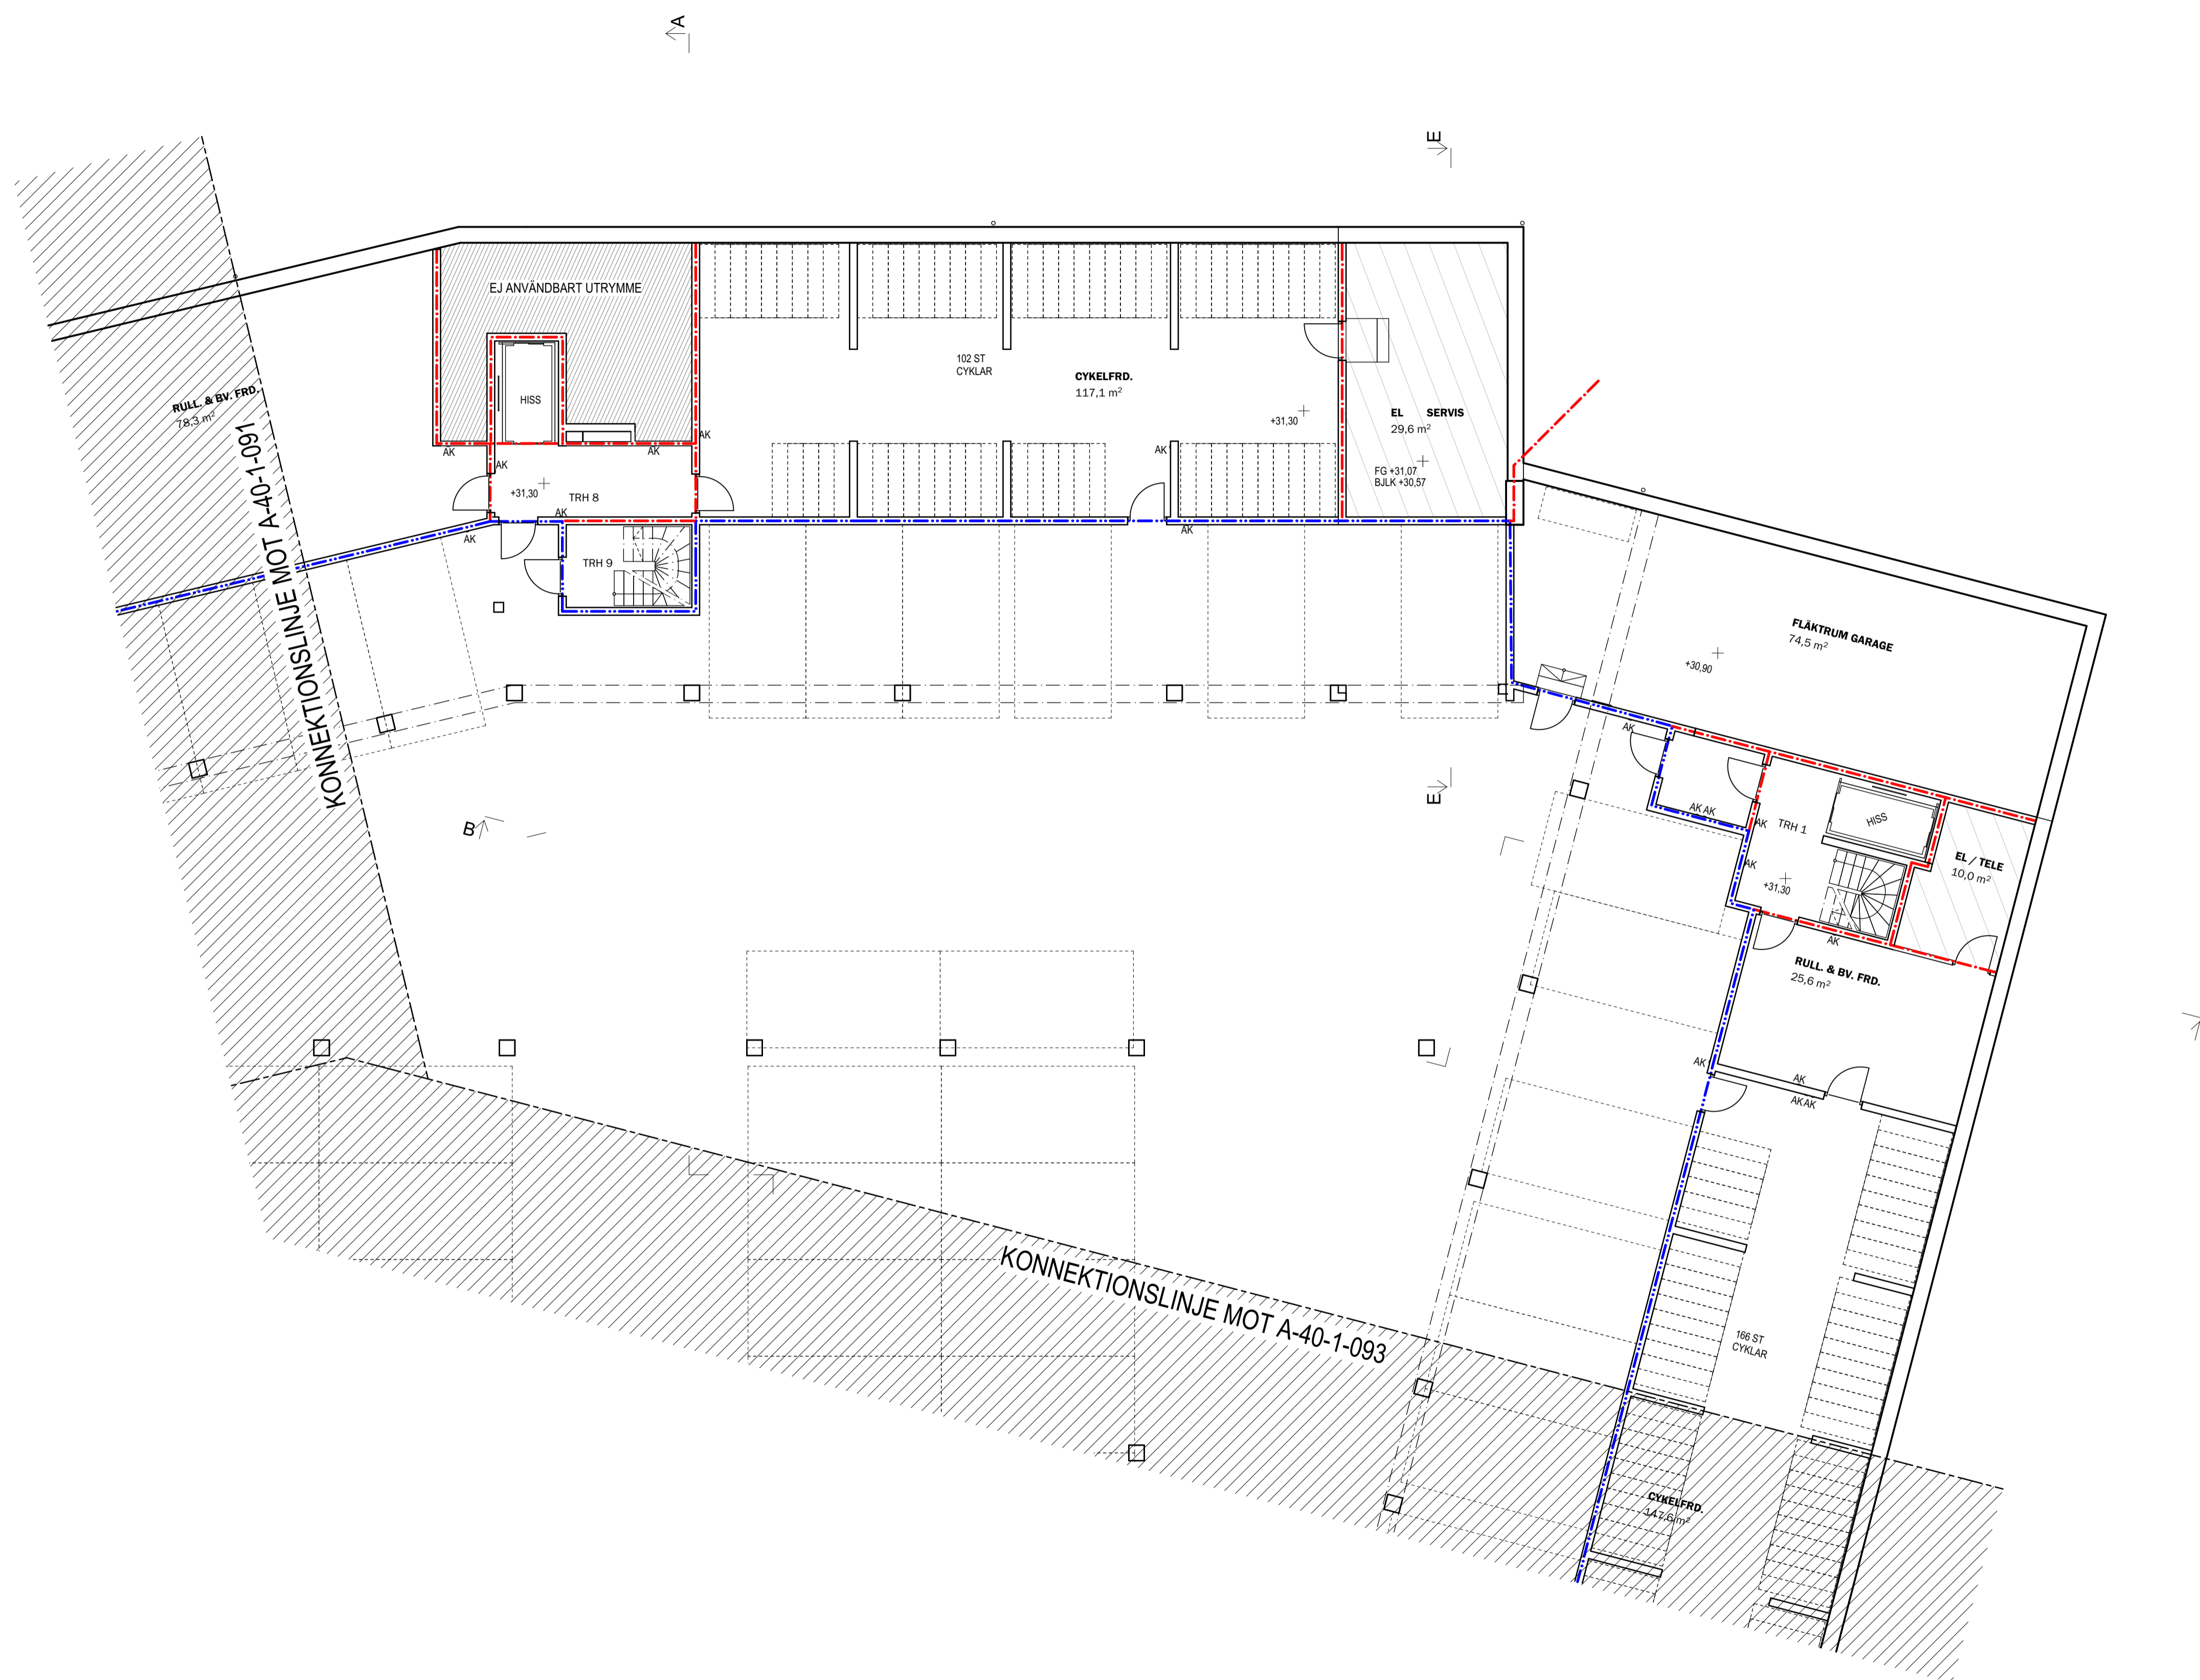 A
E
EJ ANVÄNDBART UTRYMME
102 ST
CYKLAR
CYKELFRD.
117,1 m²
RULL. & BV. FRD.
78,3 m²
HISS
+31,30
EL SERVIS
29,6 m²
AK
AK
AK
AK
AK
FG +31,07
BJLK +30,57
+31,30
TRH 8
AK
AK
AK
TRH 9
KONNEKTIONSLINJE MOT A-40-1-091
FLÄKTRUM GARAGE
74,5 m²
+30,90
AK
E
B
AK AK
AK
TRH 1
HISS
AK
EL / TELE
10,0 m²
+31,30
AK
RULL. & BV. FRD.
25,6 m²
AK
AK
AKAK
KONNEKTIONSLINJE MOT A-40-1-093
166 ST
CYKLAR
CYKELFRD.
147,6 m²